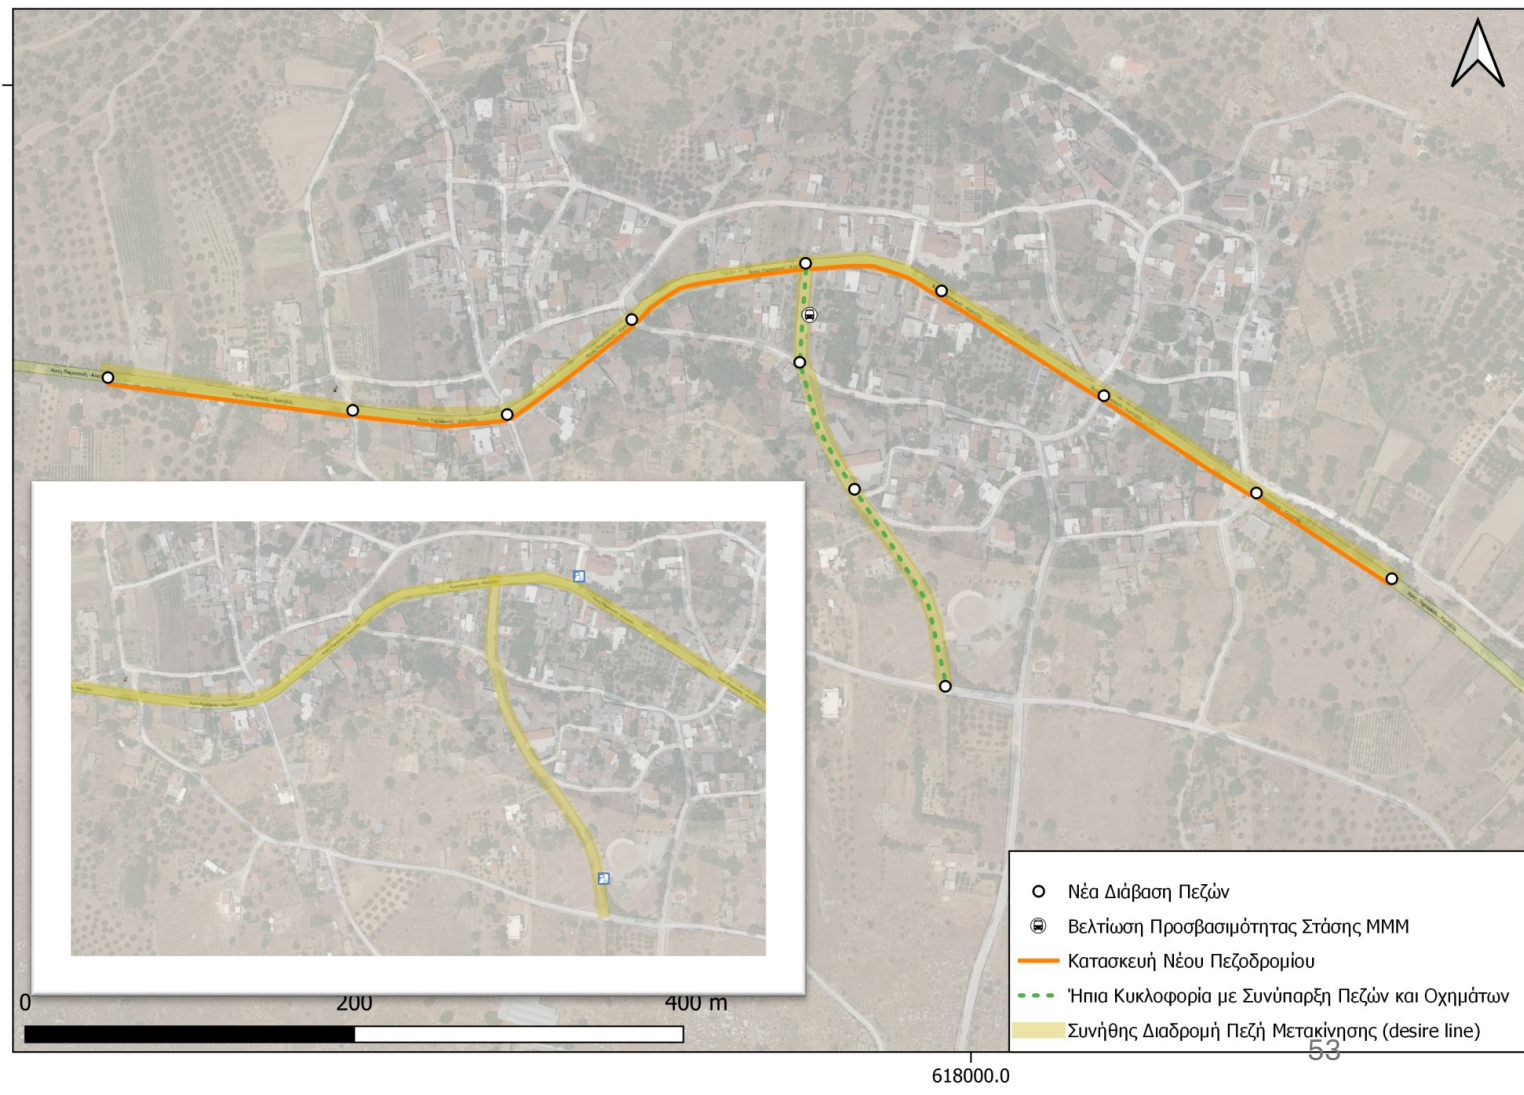 Νέα Διάβαση Πεζών
Βελτίωση Προσβασιμότητας Στάσης ΜΜΜ
Κατασκευή Νέου Πεζοδρομίου
Ήπια Κυκλοφορία με Συνύπαρξη Πεζών και Οχημάτων
Συνήθης Διαδρομή Πεζή Μετακίνησης (desire line)
0 200 400 m
53
618000.0